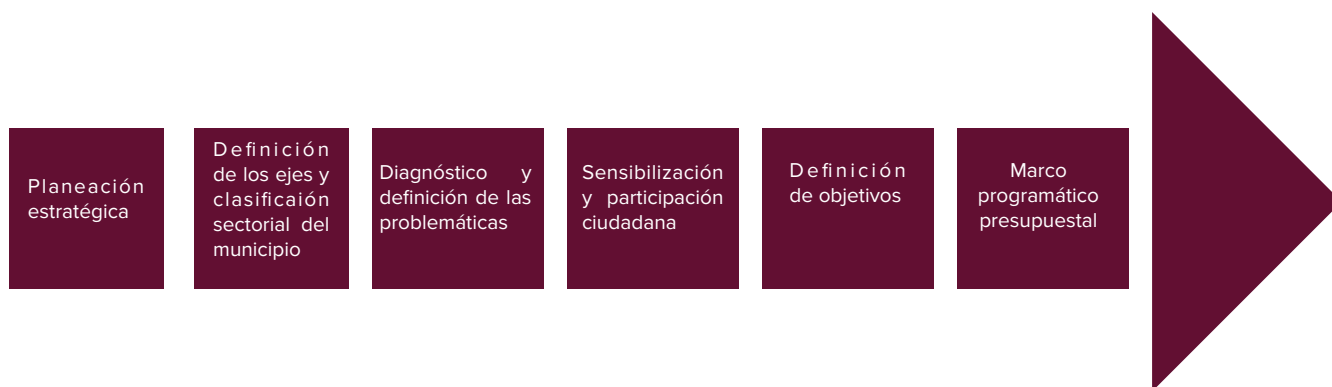 Planeación
estratégica
Definición
de los ejes y
clasificaión
sectorial del
municipio
Diagnóstico y
definición de las
problemáticas
Sensibilización
y participación
ciudadana
Definición
de objetivos
Marco
programático
presupuestal